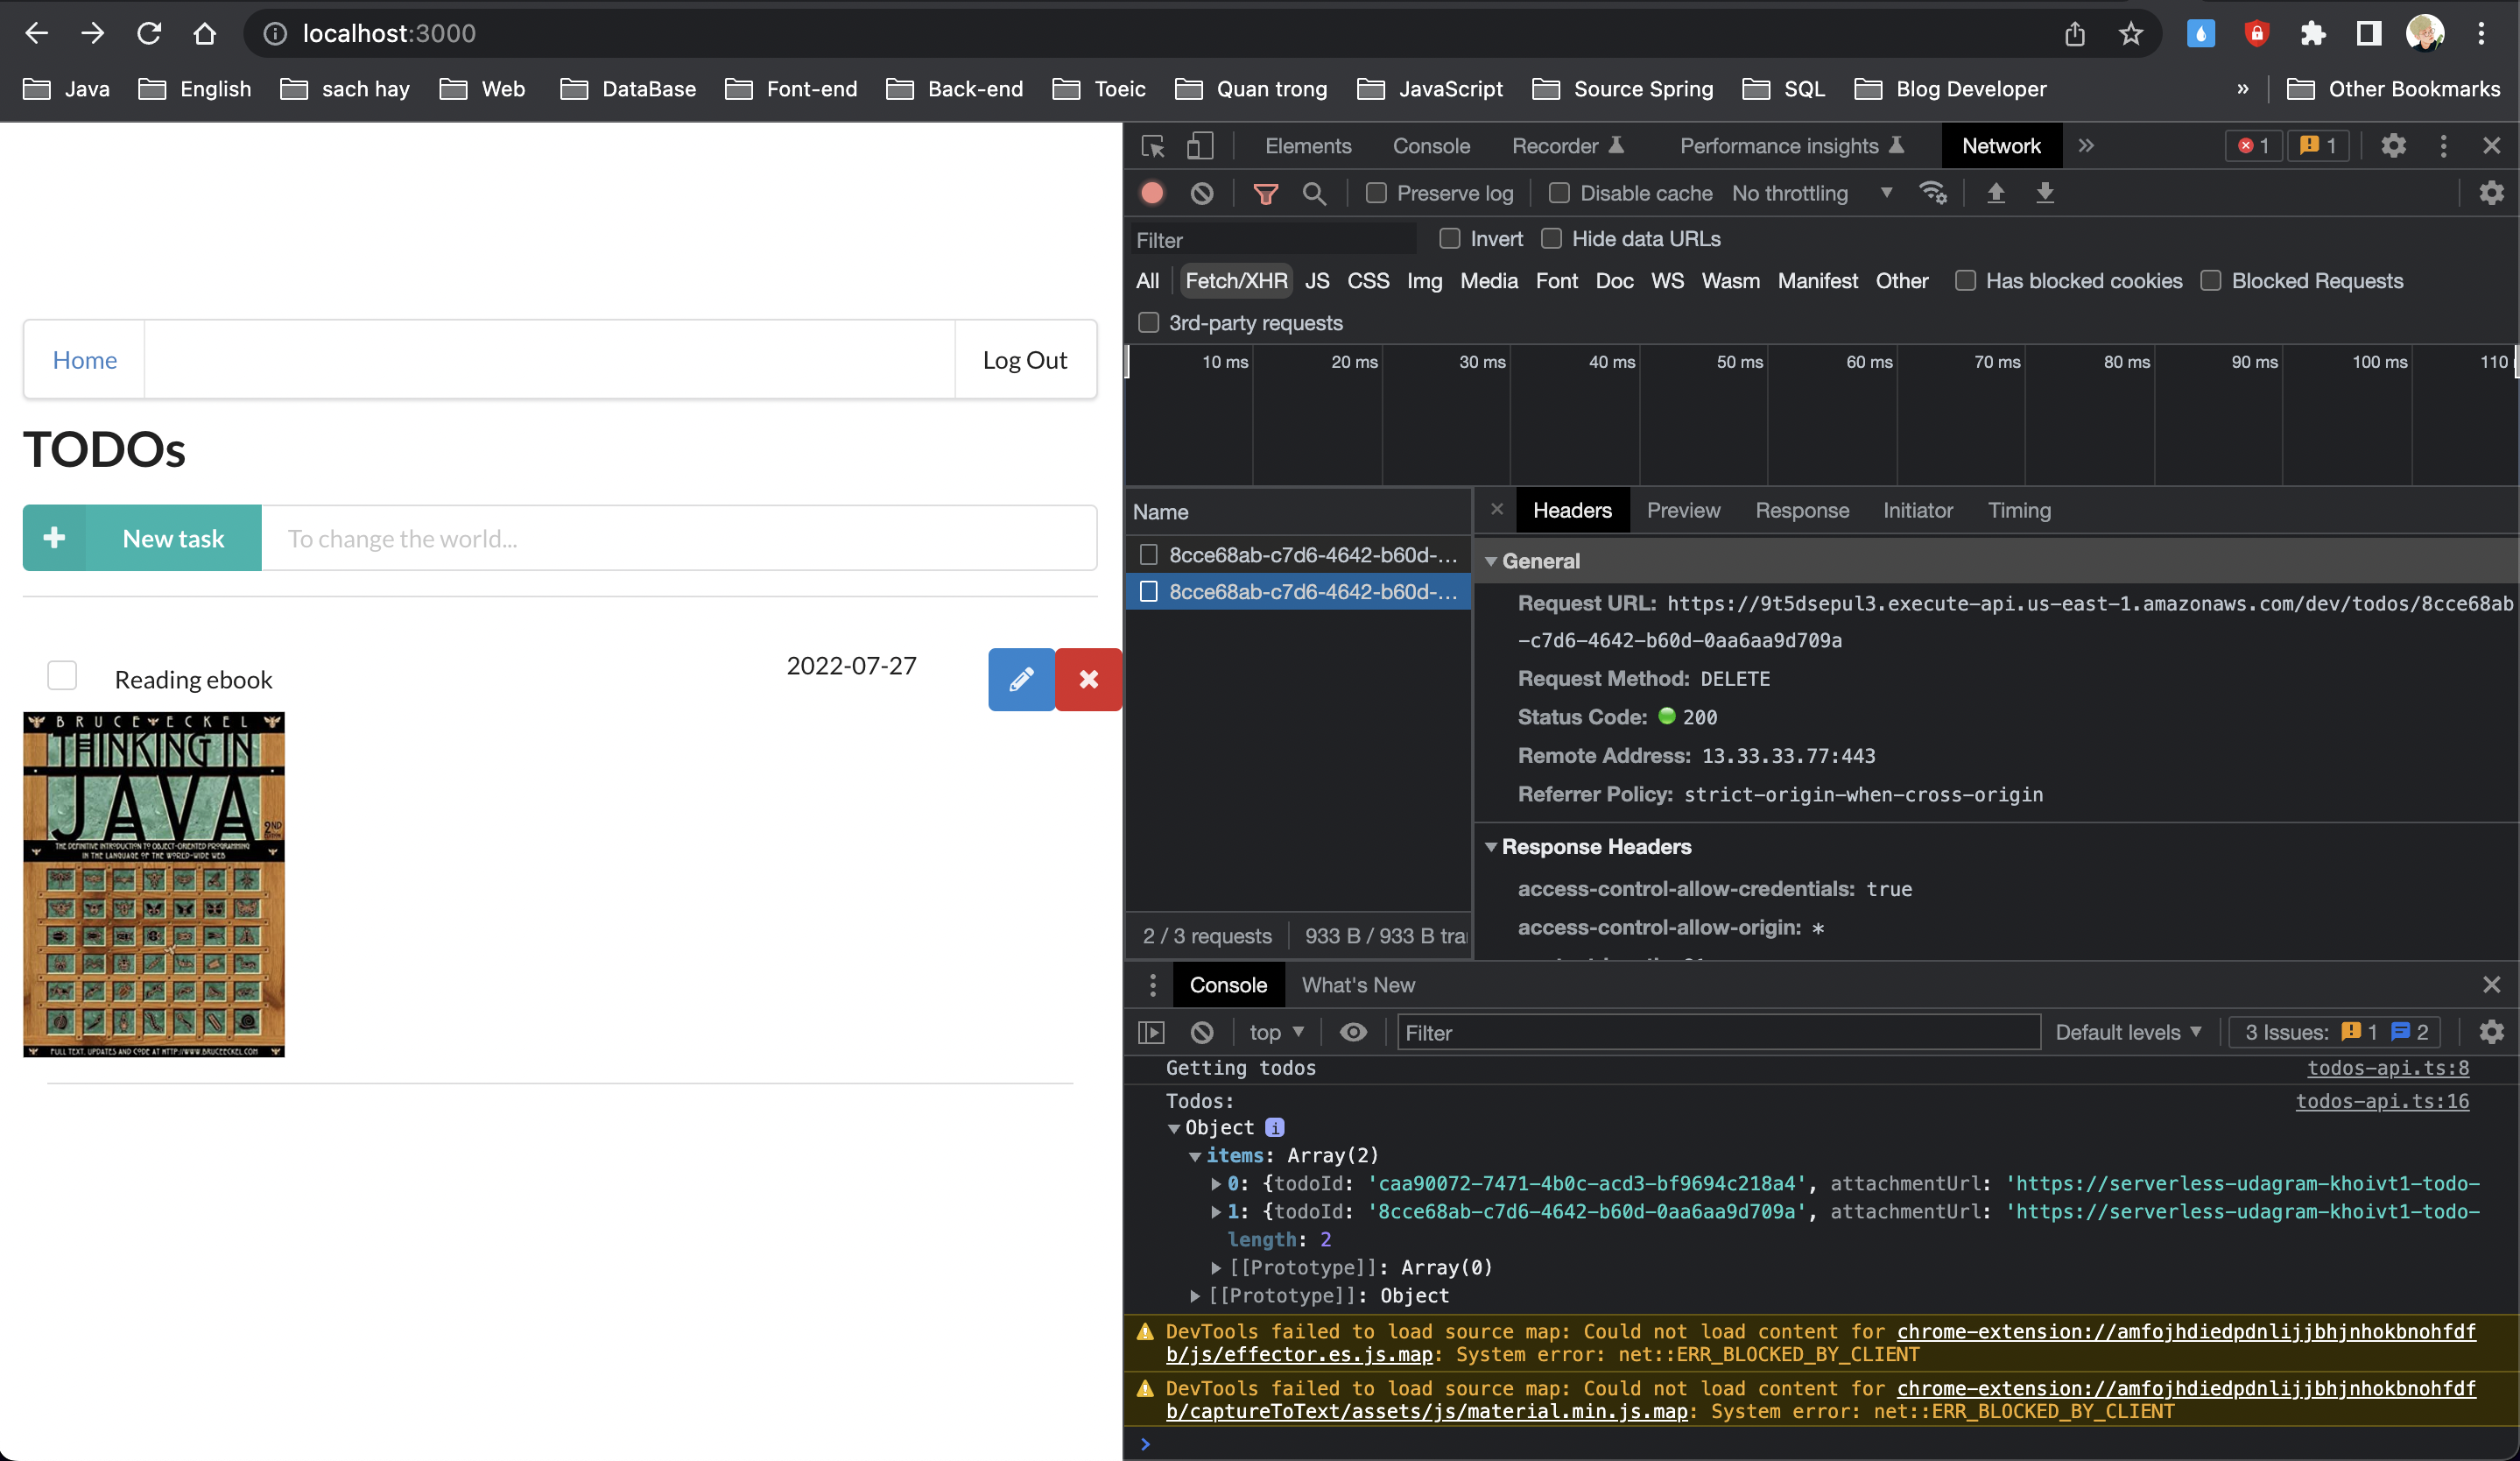 localhost:3000
Java English sach hay Web DataBase Font-end Back-end Toeic Quan trong JavaScript Source Spring SQL Blog Developer » Other Bookmarks
Elements Console Recorder Performance insights Network » 1 1
Preserve log Disable cache No throttling
Filter Invert Hide data URLs
All Fetch/XHR JS CSS Img Media Font Doc WS Wasm Manifest Other Has blocked cookies Blocked Requests
3rd-party requests
10 ms 20 ms 30 ms 40 ms 50 ms 60 ms 70 ms 80 ms 90 ms 100 ms 110
Home Log Out
TODOs
New task To change the world...
Reading ebook 2022-07-27
BRUCE ECKEL
THINKING IN
JAVA
2ND
THE DEFINITIVE INTRODUCTION TO OBJECT-ORIENTED PROGRAMMING
IN THE LANGUAGE OF THE WORLD-WIDE WEB
FULL TEXT, UPDATES AND CODE AT HTTP://WWW.BRUCEECKEL.COM
Name
8cce68ab-c7d6-4642-b60d-...
8cce68ab-c7d6-4642-b60d-...
2 / 3 requests 933 B / 933 B tra
Headers Preview Response Initiator Timing
General
Request URL: https://9t5dsepul3.execute-api.us-east-1.amazonaws.com/dev/todos/8cce68ab
-c7d6-4642-b60d-0aa6aa9d709a
Request Method: DELETE
Status Code: 200
Remote Address: 13.33.33.77:443
Referrer Policy: strict-origin-when-cross-origin
Response Headers
access-control-allow-credentials: true
access-control-allow-origin: *
Console What's New
top Filter Default levels 3 Issues: 1 2
Getting todos todos-api.ts:8
Todos: todos-api.ts:16
Object i
items: Array(2)
0: {todoId: 'caa90072-7471-4b0c-acd3-bf9694c218a4', attachmentUrl: 'https://serverless-udagram-khoivt1-todo-
1: {todoId: '8cce68ab-c7d6-4642-b60d-0aa6aa9d709a', attachmentUrl: 'https://serverless-udagram-khoivt1-todo-
length: 2
[[Prototype]]: Array(0)
[[Prototype]]: Object
DevTools failed to load source map: Could not load content for chrome-extension://amfojhdiedpdnlijjbhjnhokbnohfdf
b/js/effector.es.js.map: System error: net::ERR_BLOCKED_BY_CLIENT
DevTools failed to load source map: Could not load content for chrome-extension://amfojhdiedpdnlijjbhjnhokbnohfdf
b/captureToText/assets/js/material.min.js.map: System error: net::ERR_BLOCKED_BY_CLIENT